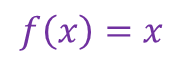 f(x) = x